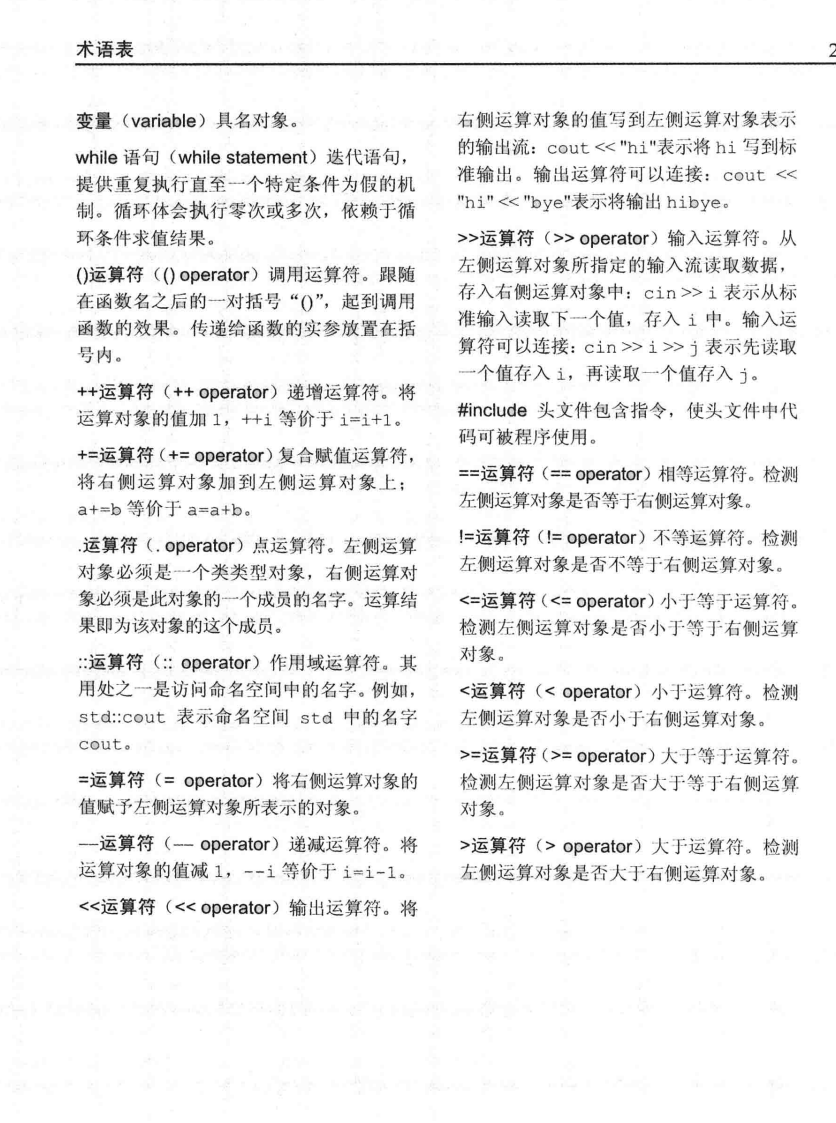 术语表
2
变量（variable）具名对象。
while 语句（while statement）迭代语句，
提供重复执行直至一个特定条件为假的机
制。循环体会执行零次或多次，依赖于循
环条件求值结果。
()运算符（() operator）调用运算符。跟随
在函数名之后的一对括号“()”，起到调用
函数的效果。传递给函数的实参放置在括
号内。
++运算符（++ operator）递增运算符。将
运算对象的值加 1，++i 等价于 i=i+1。
+=运算符（+= operator）复合赋值运算符，
将右侧运算对象加到左侧运算对象上；
a+=b 等价于 a=a+b。
.运算符（. operator）点运算符。左侧运算
对象必须是一个类类型对象，右侧运算对
象必须是此对象的一个成员的名字。运算结
果即为该对象的这个成员。
::运算符（:: operator）作用域运算符。其
用处之一是访问命名空间中的名字。例如，
std::cout 表示命名空间 std 中的名字
cout。
=运算符（= operator）将右侧运算对象的
值赋予左侧运算对象所表示的对象。
--运算符（-- operator）递减运算符。将
运算对象的值减 1，--i 等价于 i=i-1。
<<运算符（<< operator）输出运算符。将
右侧运算对象的值写到左侧运算对象表示
的输出流：cout << "hi"表示将 hi 写到标
准输出。输出运算符可以连接：cout <<
"hi" << "bye"表示将输出 hibye。
>>运算符（>> operator）输入运算符。从
左侧运算对象所指定的输入流读取数据，
存入右侧运算对象中：cin >> i 表示从标
准输入读取下一个值，存入 i 中。输入运
算符可以连接：cin >> i >> j 表示先读取
一个值存入 i，再读取一个值存入 j。
#include 头文件包含指令，使头文件中代
码可被程序使用。
==运算符（== operator）相等运算符。检测
左侧运算对象是否等于右侧运算对象。
!=运算符（!= operator）不等运算符。检测
左侧运算对象是否不等于右侧运算对象。
<=运算符（<= operator）小于等于运算符。
检测左侧运算对象是否小于等于右侧运算
对象。
<运算符（< operator）小于运算符。检测
左侧运算对象是否小于右侧运算对象。
>=运算符（>= operator）大于等于运算符。
检测左侧运算对象是否大于等于右侧运算
对象。
>运算符（> operator）大于运算符。检测
左侧运算对象是否大于右侧运算对象。